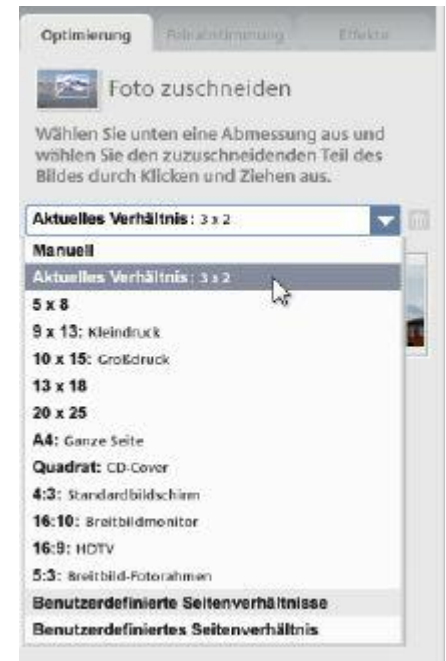 Optimierung Feinabstimmung Effekte
Foto zuschneiden
Wählen Sie unten eine Abmessung aus und
wählen Sie den zuzuschneidenden Teil des
Bildes durch Klicken und Ziehen aus.
Aktuelles Verhältnis: 3 x 2
Manuell
Aktuelles Verhältnis: 3 x 2
5 x 8
9 x 13: Kleindruck
10 x 15: Großdruck
13 x 18
20 x 25
A4: Ganze Seite
Quadrat: CD-Cover
4:3: Standardbildschirm
16:10: Breitbildmonitor
16:9: HDTV
5:3: Breitbild-Fotorahmen
Benutzerdefinierte Seitenverhältnisse
Benutzerdefiniertes Seitenverhältnis